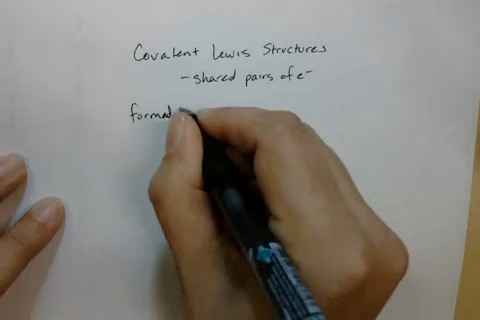 Covalent Lewis Structures
- shared pairs of e-
formed